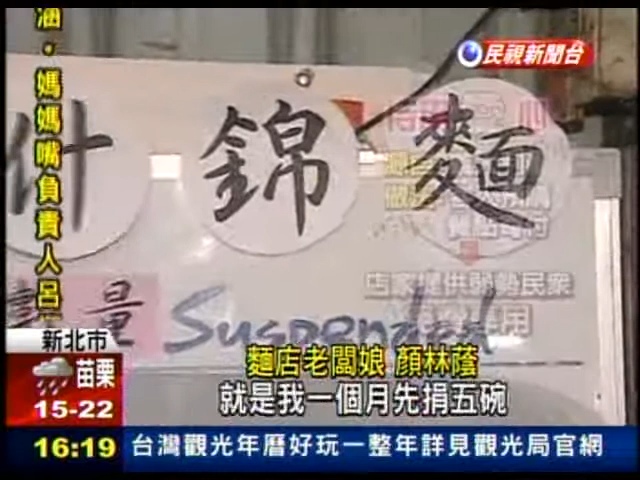 民視新聞台
涵．媽媽嘴負責人呂
什錦麵
店家提供弱勢民眾
量
Suspended
用
新北市
苗栗
15-22
麵店老闆娘 顏林蔭
就是我一個月先捐五碗
16:19 台灣觀光年曆好玩一整年詳見觀光局官網